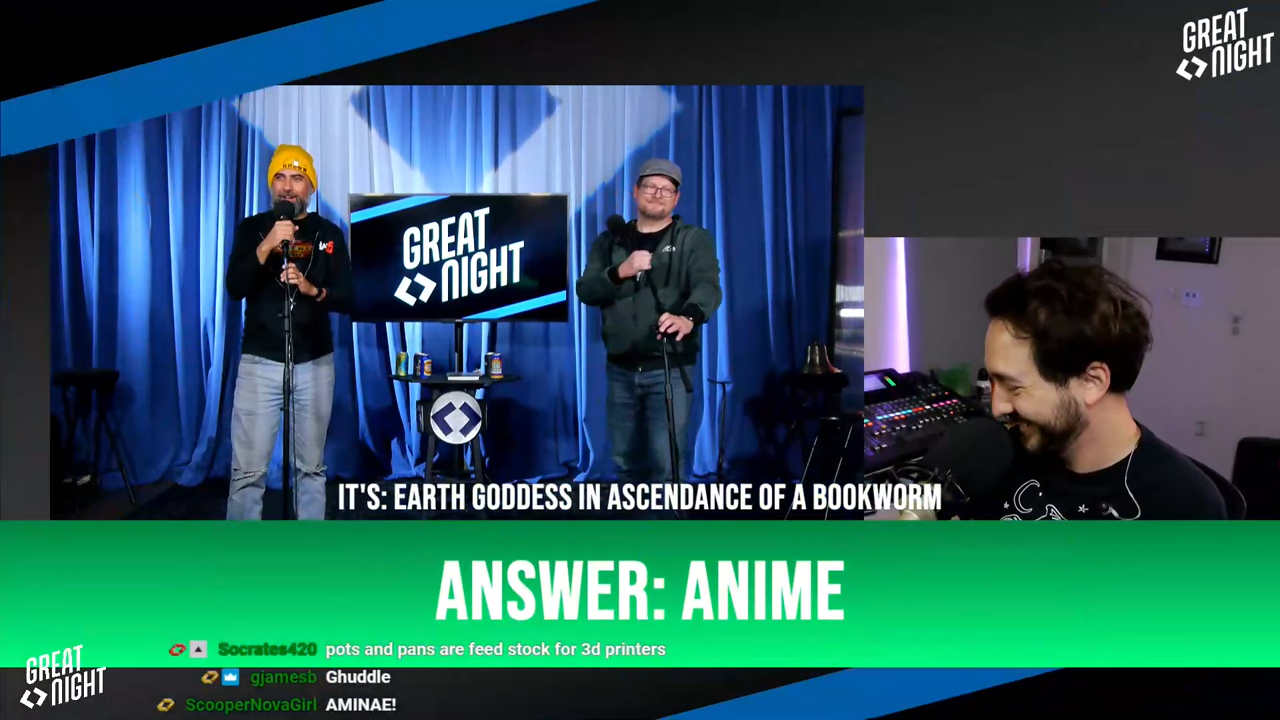 GREAT
NIGHT
GREAT
NIGHT
IT'S: EARTH GODDESS IN ASCENDANCE OF A BOOKWORM
ANSWER: ANIME
Socrates420 pots and pans are feed stock for 3d printers
GREAT
NIGHT
gjamesb Ghuddle
ScooperNovaGirl AMINAE!